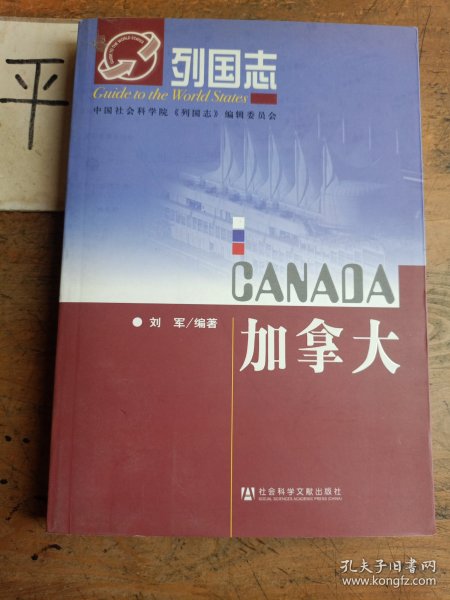 平
列国志
Guide to the World States
中国社会科学院《列国志》编辑委员会
CANADA
刘 军/编著
加拿大
社会科学文献出版社
SOCIAL SCIENCES ACADEMIC PRESS (CHINA)
孔夫子旧书网
www.kongfz.com